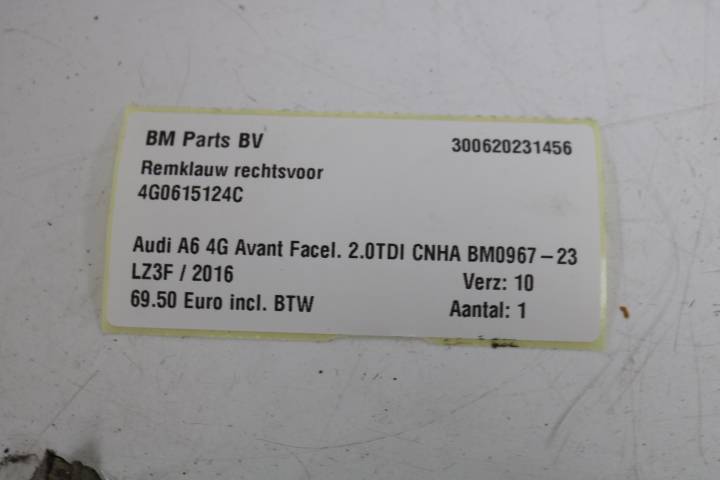 BM Parts BV 300620231456
Remklauw rechtsvoor
4G0615124C
Audi A6 4G Avant Facel. 2.0TDI CNHA BM0967-23
LZ3F / 2016 Verz: 10
69.50 Euro incl. BTW Aantal: 1